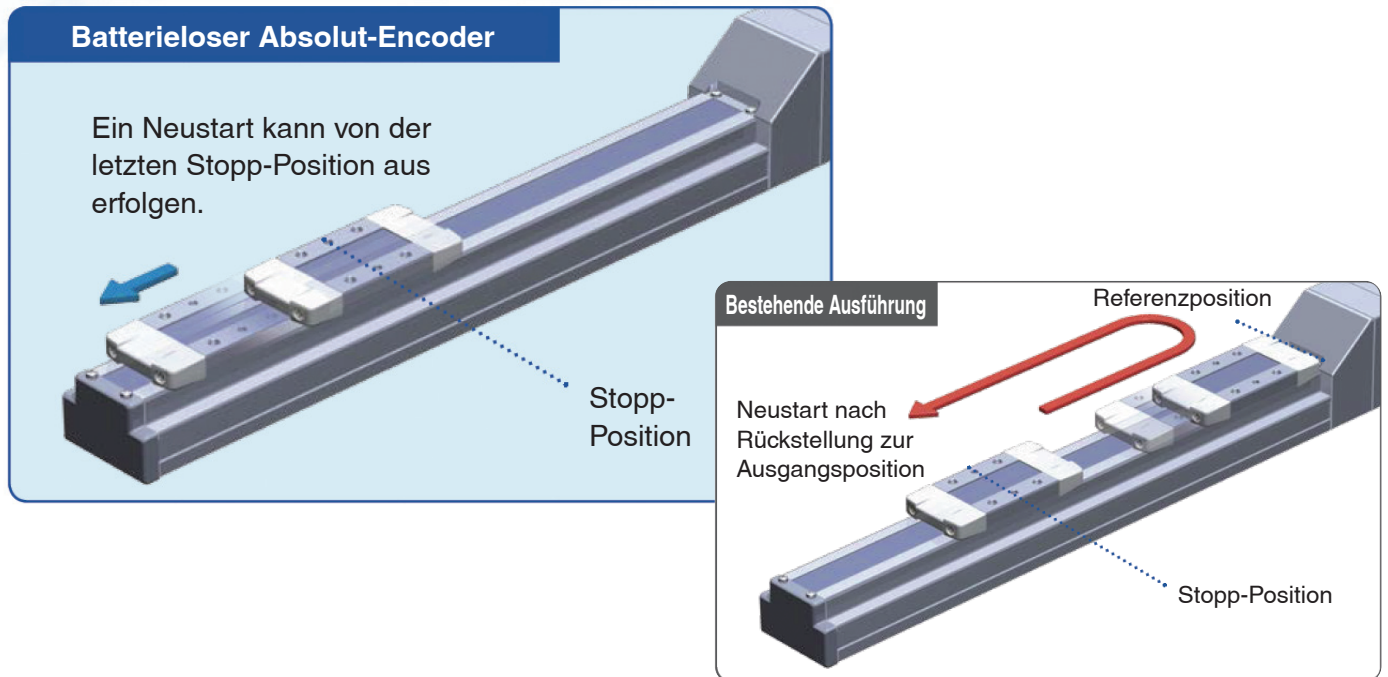 Batterieloser Absolut-Encoder
Ein Neustart kann von der
letzten Stopp-Position aus
erfolgen.
Stopp-
Position
Bestehende Ausführung
Referenzposition
Neustart nach
Rückstellung zur
Ausgangsposition
Stopp-Position